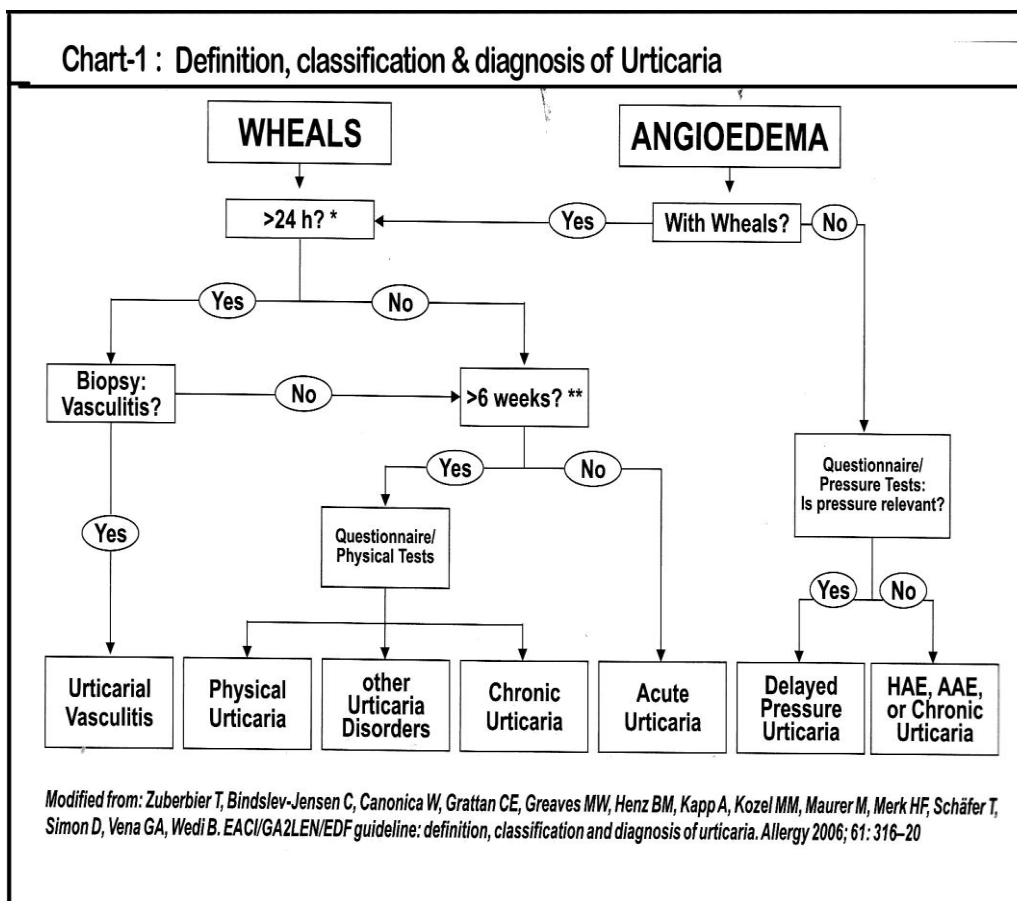 Chart-1 : Definition, classification & diagnosis of Urticaria
WHEALS
ANGIOEDEMA
>24 h? *
Yes
With Wheals?
No
Yes
No
Biopsy:
Vasculitis?
No
>6 weeks? **
Yes
No
Questionnaire/
Pressure Tests:
Is pressure relevant?
Yes
Questionnaire/
Physical Tests
Yes
No
Urticarial
Vasculitis
Physical
Urticaria
other
Urticaria
Disorders
Chronic
Urticaria
Acute
Urticaria
Delayed
Pressure
Urticaria
HAE, AAE,
or Chronic
Urticaria
Modified from: Zuberbier T, Bindslev-Jensen C, Canonica W, Grattan CE, Greaves MW, Henz BM, Kapp A, Kozel MM, Maurer M, Merk HF, Schäfer T,
Simon D, Vena GA, Wedi B. EACI/GA2LEN/EDF guideline: definition, classification and diagnosis of urticaria. Allergy 2006; 61: 316–20